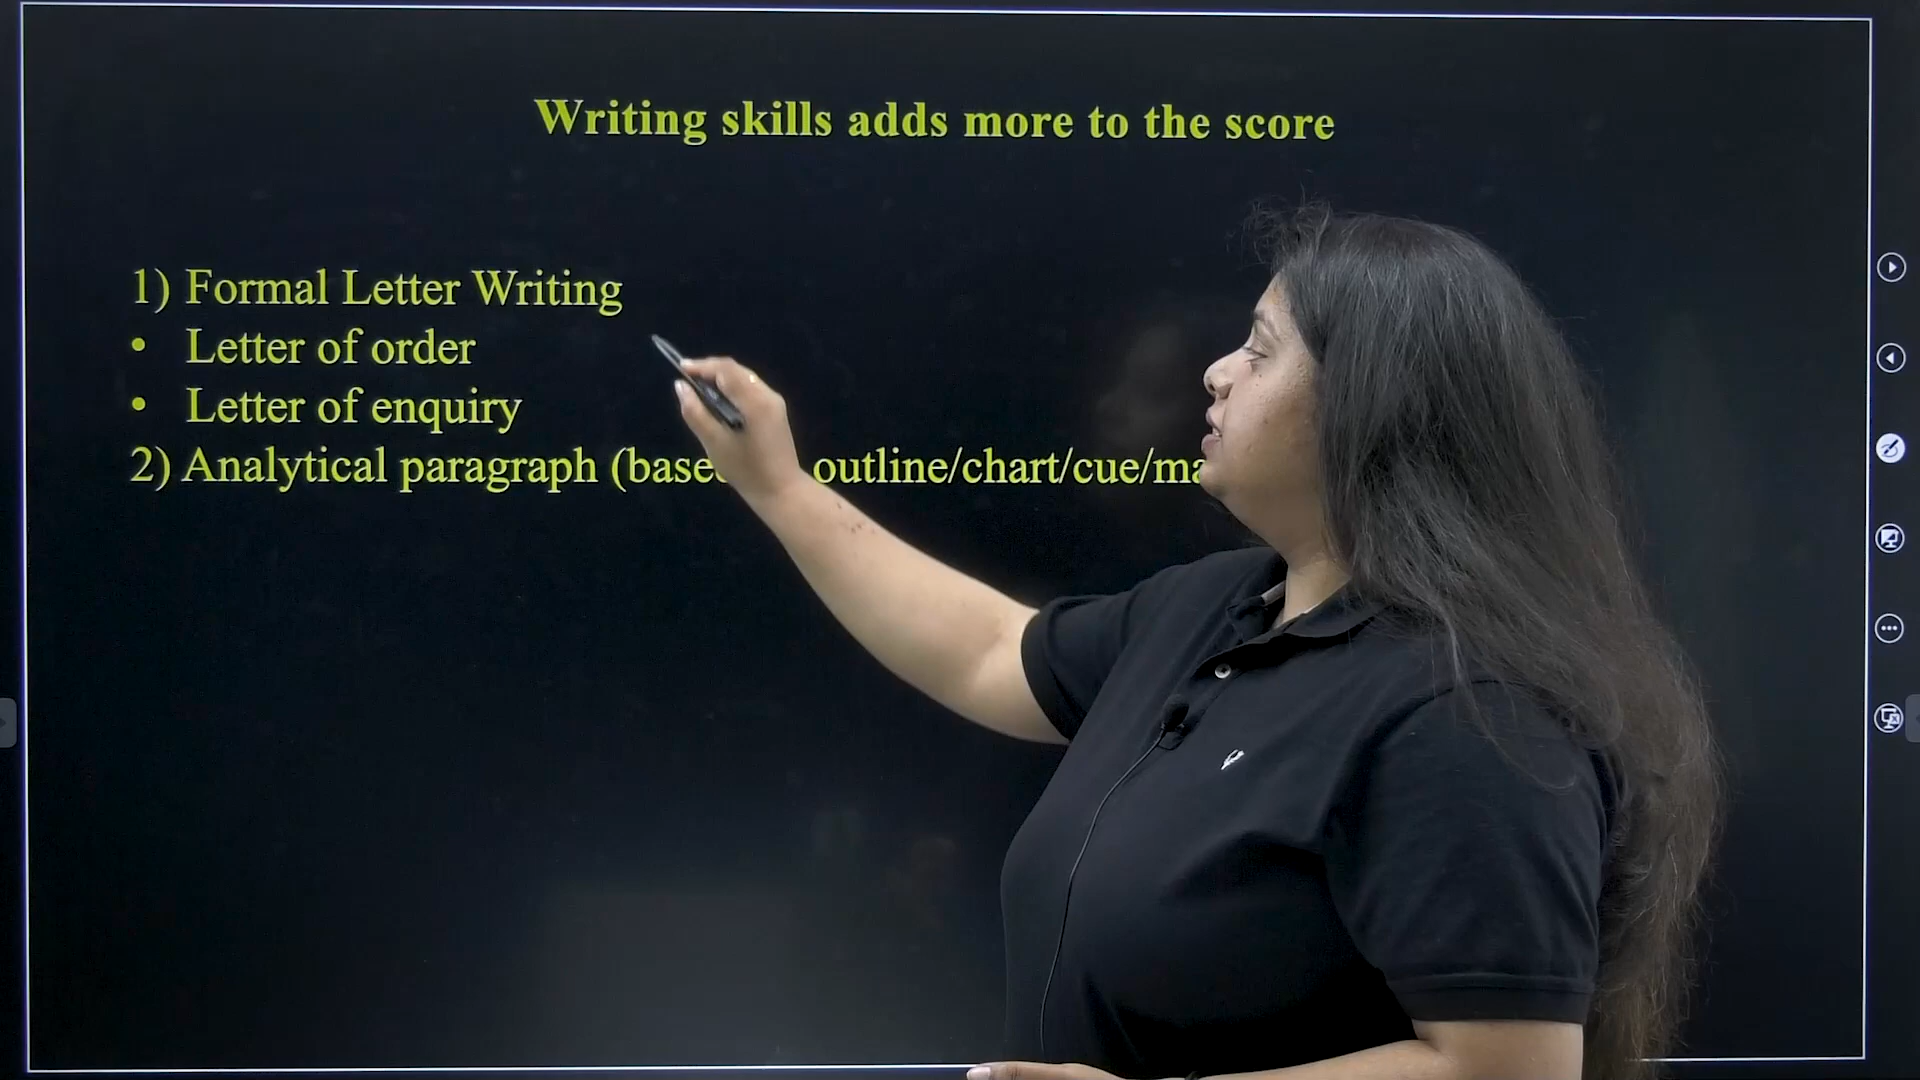 Writing skills adds more to the score
1) Formal Letter Writing
• Letter of order
• Letter of enquiry
2) Analytical paragraph (base outline/chart/cue/ma